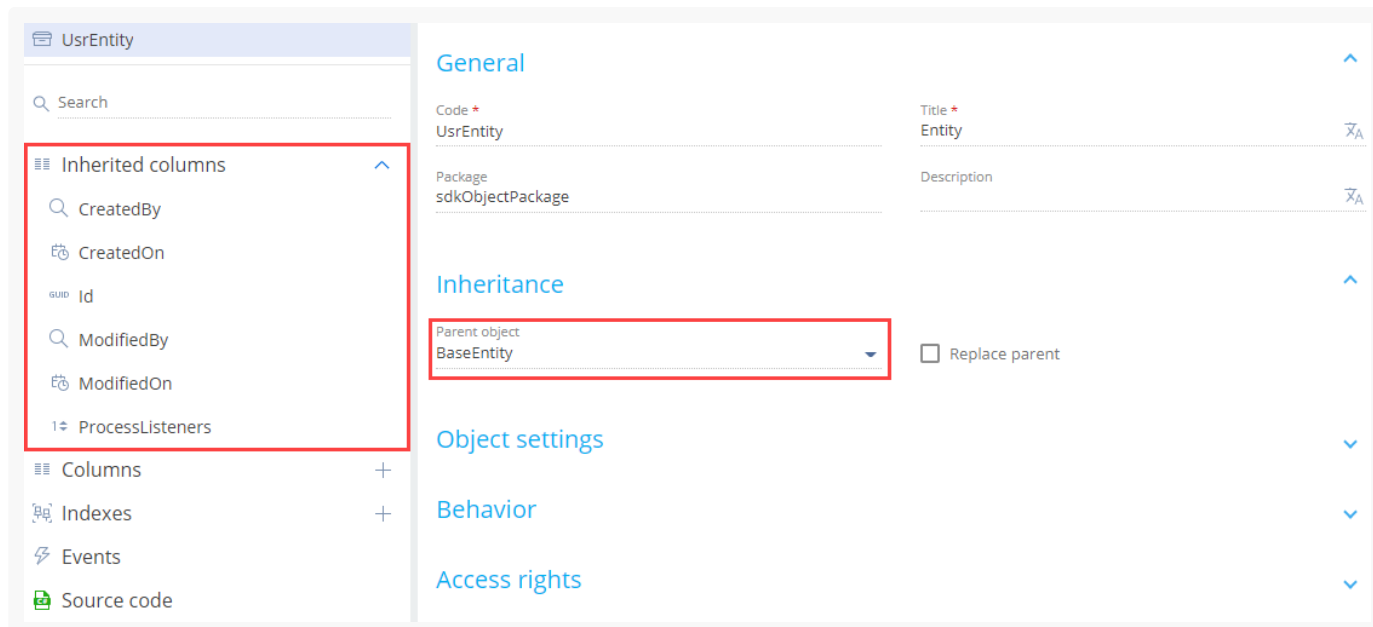 UsrEntity
Search
Inherited columns
CreatedBy
CreatedOn
GUID Id
ModifiedBy
ModifiedOn
1 ProcessListeners
Columns
Indexes
Events
C# Source code
General
Code * Title *
UsrEntity Entity
Package Description
sdkObjectPackage
Inheritance
Parent object
BaseEntity Replace parent
Object settings
Behavior
Access rights